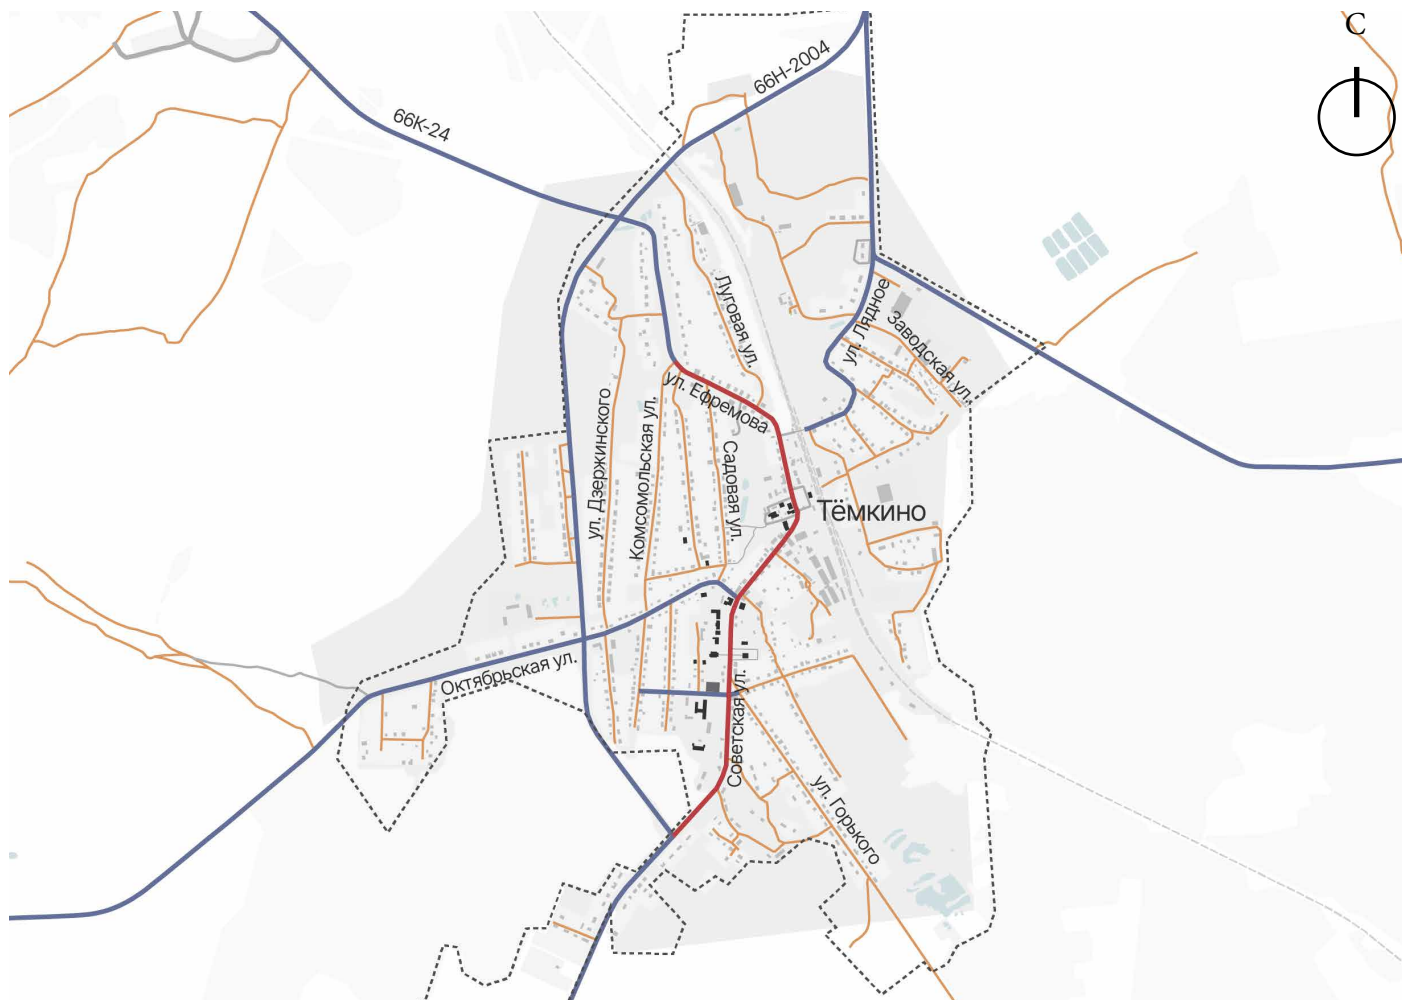 С
66Н-2004
66К-24
Луговая ул.
ул. Лядное
Заводская ул.
ул. Ефремова
ул. Дзержинского
Комсомольская ул.
Садовая ул.
Тёмкино
Октябрьская ул.
Советская ул.
ул. Горького